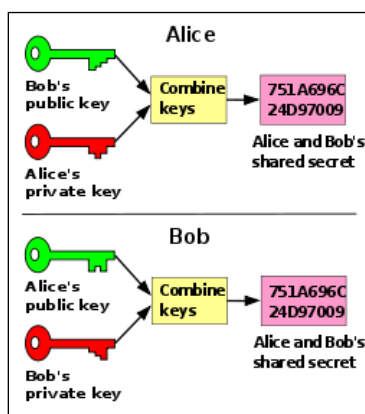 Alice
Bob's
public key
Combine
keys
751A696C
24D97009
Alice's
private key
Alice and Bob's
shared secret
Bob
Alice's
public key
Combine
keys
751A696C
24D97009
Bob's
private key
Alice and Bob's
shared secret